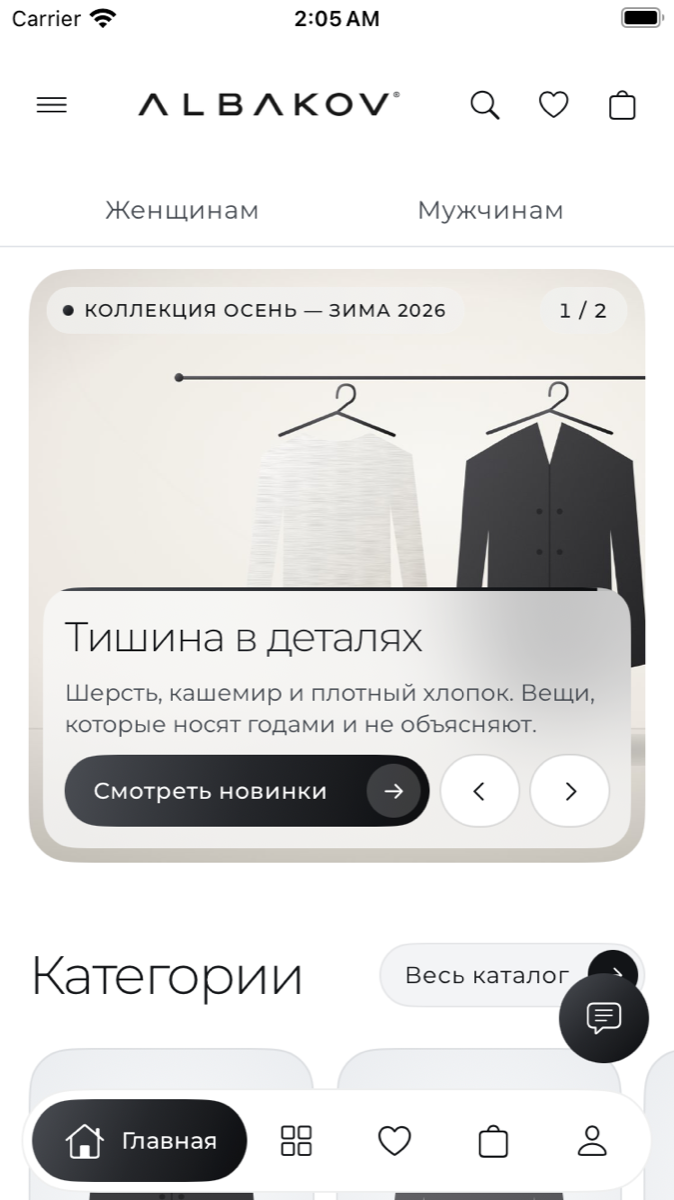 Carrier 2:05 AM
ALBAKOV®
Женщинам Мужчинам
КОЛЛЕКЦИЯ ОСЕНЬ — ЗИМА 2026 1 / 2
Тишина в деталях
Шерсть, кашемир и плотный хлопок. Вещи,
которые носят годами и не объясняют.
Смотреть новинки
Категории Весь каталог
Главная